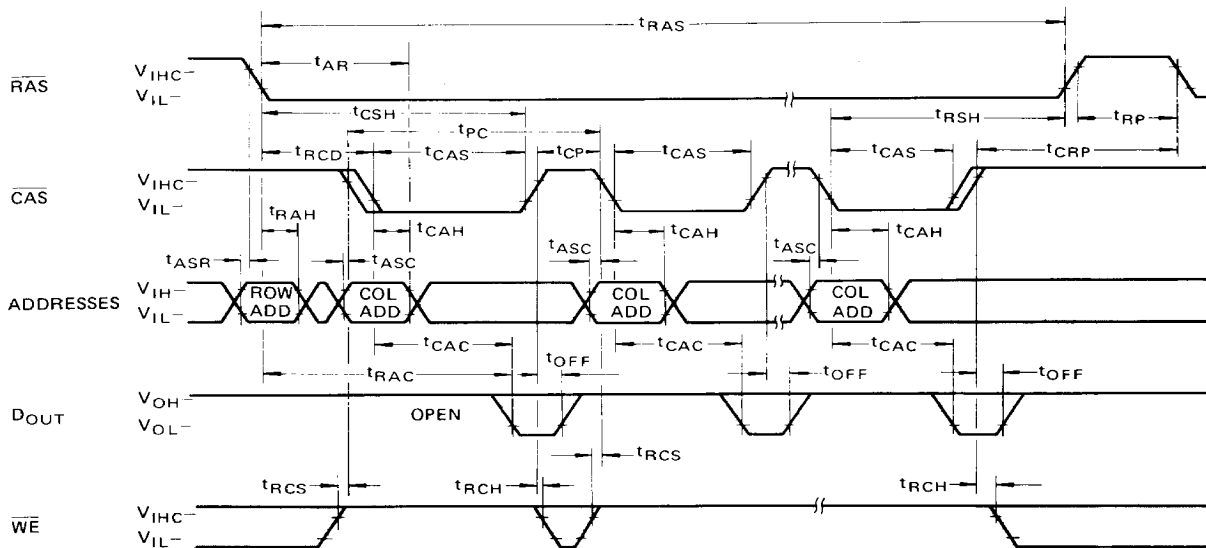 tRAS
tAR
RAS VIHC
VIL
tCSH
tPC
tRSH
tRP
tRCD tCAS tCP tCAS tCAS tCRP
CAS VIHC
VIL
tRAH
tCAH tCAH tCAH
tASR tASC tASC tASC
ADDRESSES VIH
VIL
ROW ADD COL ADD COL ADD COL ADD
tCAC tCAC tCAC
tRAC tOFF tOFF tOFF
DOUT VOH
VOL
OPEN
tRCS
tRCS tRCH tRCH
WE VIHC
VIL